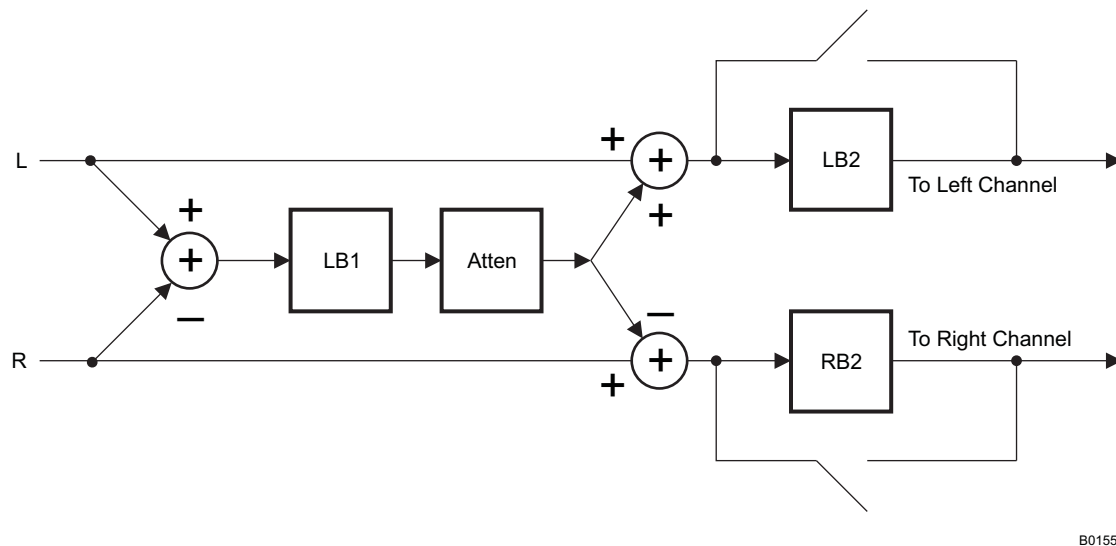 L
+
+
+
+
LB2
To Left Channel
+
+
LB1
Atten
−
−
R
+
+
RB2
To Right Channel
B0155